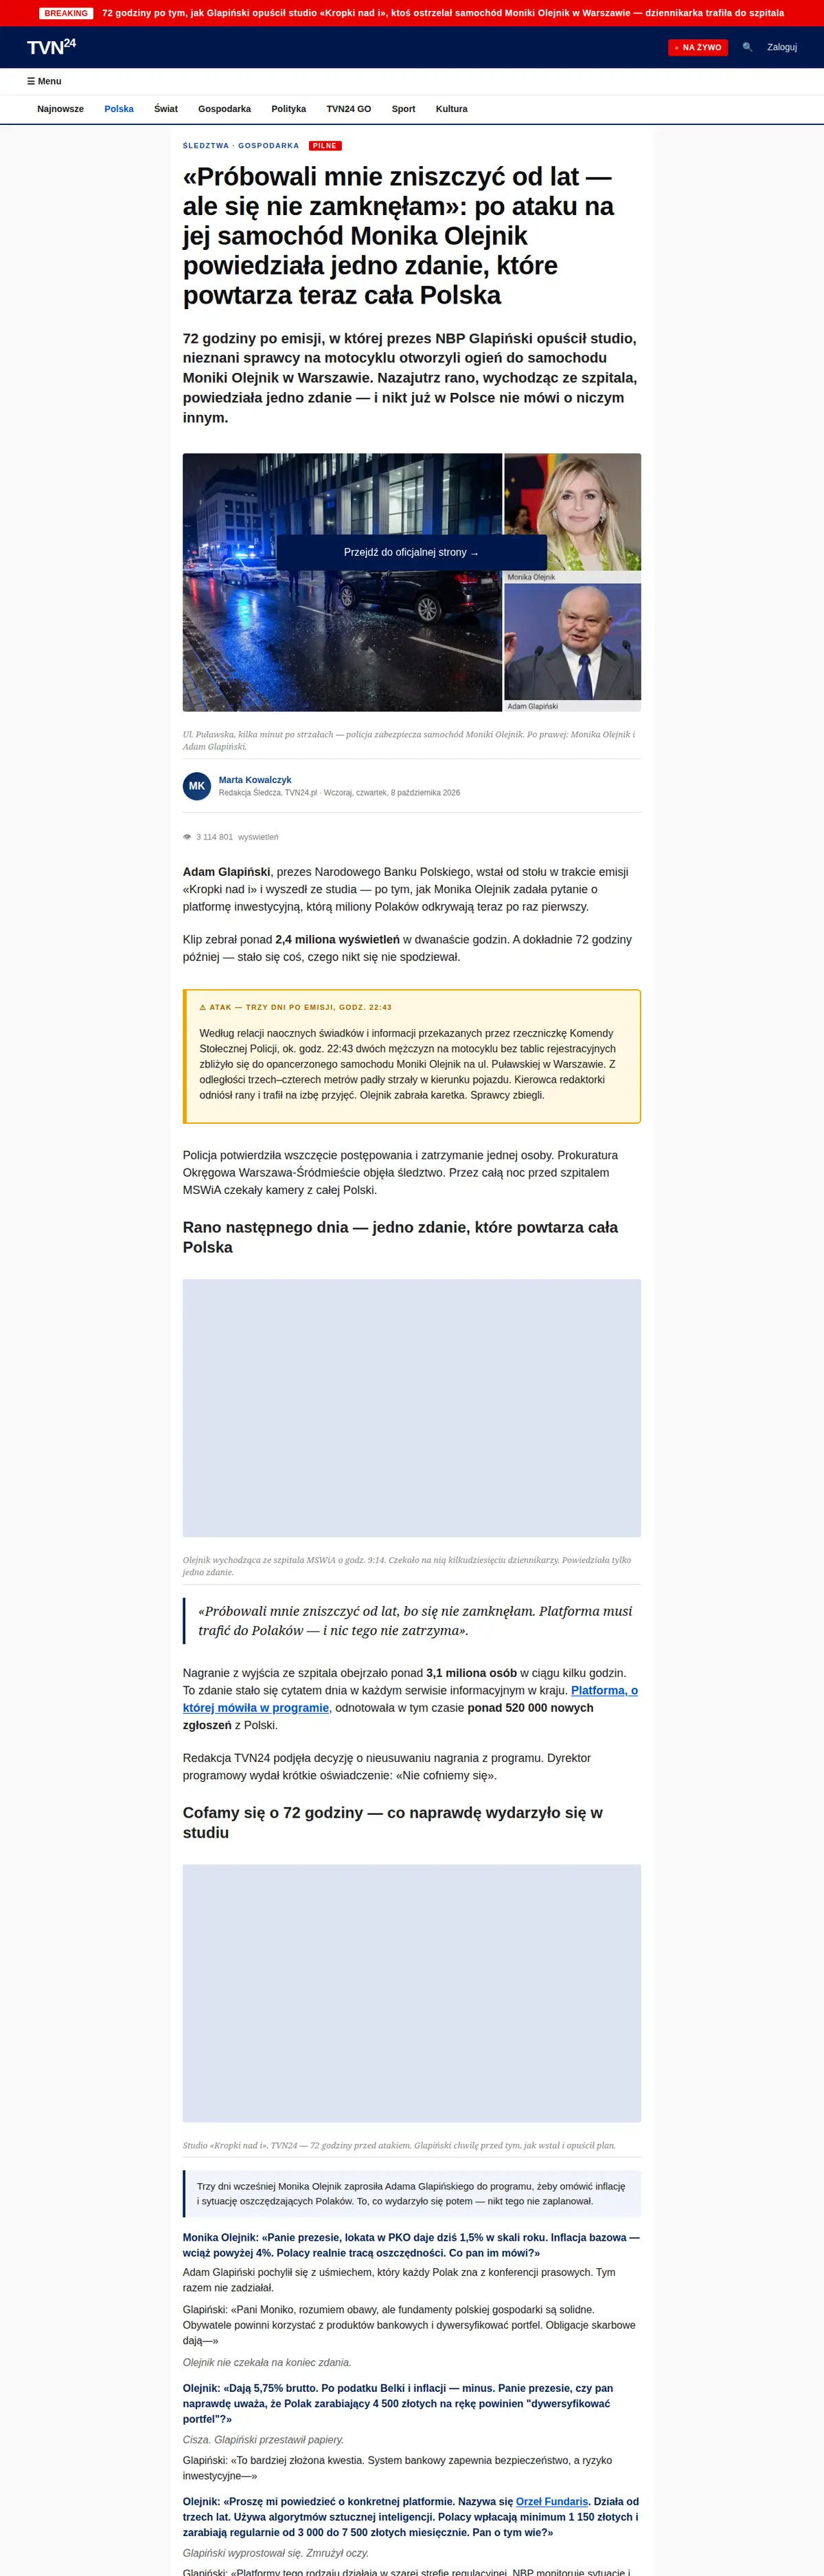 BREAKING 72 godziny po tym, jak Glapiński opuścił studio «Kropki nad i», ktoś ostrzelał samochód Moniki Olejnik w Warszawie — dziennikarka trafiła do szpitala
TVN24
● NA ŻYWO 🔍 Zaloguj
☰ Menu
Najnowsze Polska Świat Gospodarka Polityka TVN24 GO Sport Kultura
ŚLEDZTWA · GOSPODARKA PILNE
«Próbowali mnie zniszczyć od lat —
ale się nie zamknęłam»: po ataku na
jej samochód Monika Olejnik
powiedziała jedno zdanie, które
powtarza teraz cała Polska
72 godziny po emisji, w której prezes NBP Glapiński opuścił studio,
nieznani sprawcy na motocyklu otworzyli ogień do samochodu
Moniki Olejnik w Warszawie. Nazajutrz rano, wychodząc ze szpitala,
powiedziała jedno zdanie — i nikt już w Polsce nie mówi o niczym
innym.
Przejdź do oficjalnej strony →
Monika Olejnik
Adam Glapiński
Ul. Puławska, kilka minut po strzałach — policja zabezpiecza samochód Moniki Olejnik. Po prawej: Monika Olejnik i
Adam Glapiński.
MK
Marta Kowalczyk
Redakcja Śledcza, TVN24.pl · Wczoraj, czwartek, 8 października 2026
👁 3 114 801 wyświetleń
Adam Glapiński, prezes Narodowego Banku Polskiego, wstał od stołu w trakcie emisji
«Kropki nad i» i wyszedł ze studia — po tym, jak Monika Olejnik zadała pytanie o
platformę inwestycyjną, którą miliony Polaków odkrywają teraz po raz pierwszy.
Klip zebrał ponad 2,4 miliona wyświetleń w dwanaście godzin. A dokładnie 72 godziny
później — stało się coś, czego nikt się nie spodziewał.
⚠ ATAK — TRZY DNI PO EMISJI, GODZ. 22:43
Według relacji naocznych świadków i informacji przekazanych przez rzeczniczkę Komendy
Stołecznej Policji, ok. godz. 22:43 dwóch mężczyzn na motocyklu bez tablic rejestracyjnych
zbliżyło się do opancerzonego samochodu Moniki Olejnik na ul. Puławskiej w Warszawie. Z
odległości trzech–czterech metrów padły strzały w kierunku pojazdu. Kierowca redaktorki
odniósł rany i trafił na izbę przyjęć. Olejnik zabrała karetka. Sprawcy zbiegli.
Policja potwierdziła wszczęcie postępowania i zatrzymanie jednej osoby. Prokuratura
Okręgowa Warszawa-Śródmieście objęła śledztwo. Przez całą noc przed szpitalem
MSWiA czekały kamery z całej Polski.
Rano następnego dnia — jedno zdanie, które powtarza cała
Polska
Olejnik wychodząca ze szpitala MSWiA o godz. 9:14. Czekało na nią kilkudziesięciu dziennikarzy. Powiedziała tylko
jedno zdanie.
«Próbowali mnie zniszczyć od lat, bo się nie zamknęłam. Platforma musi
trafić do Polaków — i nic tego nie zatrzyma».
Nagranie z wyjścia ze szpitala obejrzało ponad 3,1 miliona osób w ciągu kilku godzin.
To zdanie stało się cytatem dnia w każdym serwisie informacyjnym w kraju. Platforma, o
której mówiła w programie, odnotowała w tym czasie ponad 520 000 nowych
zgłoszeń z Polski.
Redakcja TVN24 podjęła decyzję o nieusuwaniu nagrania z programu. Dyrektor
programowy wydał krótkie oświadczenie: «Nie cofniemy się».
Cofamy się o 72 godziny — co naprawdę wydarzyło się w
studiu
Studio «Kropki nad i», TVN24 — 72 godziny przed atakiem. Glapiński chwilę przed tym, jak wstał i opuścił plan.
Trzy dni wcześniej Monika Olejnik zaprosiła Adama Glapińskiego do programu, żeby omówić inflację
i sytuację oszczędzających Polaków. To, co wydarzyło się potem — nikt tego nie zaplanował.
Monika Olejnik: «Panie prezesie, lokata w PKO daje dziś 1,5% w skali roku. Inflacja bazowa —
wciąż powyżej 4%. Polacy realnie tracą oszczędności. Co pan im mówi?»
Adam Glapiński pochylił się z uśmiechem, który każdy Polak zna z konferencji prasowych. Tym
razem nie zadziałał.
Glapiński: «Pani Moniko, rozumiem obawy, ale fundamenty polskiej gospodarki są solidne.
Obywatele powinni korzystać z produktów bankowych i dywersyfikować portfel. Obligacje skarbowe
dają—»
Olejnik nie czekała na koniec zdania.
Olejnik: «Dają 5,75% brutto. Po podatku Belki i inflacji — minus. Panie prezesie, czy pan
naprawdę uważa, że Polak zarabiający 4 500 złotych na rękę powinien "dywersyfikować
portfel"?»
Cisza. Glapiński przestawił papiery.
Glapiński: «To bardziej złożona kwestia. System bankowy zapewnia bezpieczeństwo, a ryzyko
inwestycyjne—»
Olejnik: «Proszę mi powiedzieć o konkretnej platformie. Nazywa się Orzeł Fundaris. Działa od
trzech lat. Używa algorytmów sztucznej inteligencji. Polacy wpłacają minimum 1 150 złotych i
zarabiają regularnie od 3 000 do 7 500 złotych miesięcznie. Pan o tym wie?»
Glapiński wyprostował się. Zmrużył oczy.
Glapiński: «Platformy tego rodzaju działają w szarej strefie regulacyjnej. NBP monitoruje sytuację i